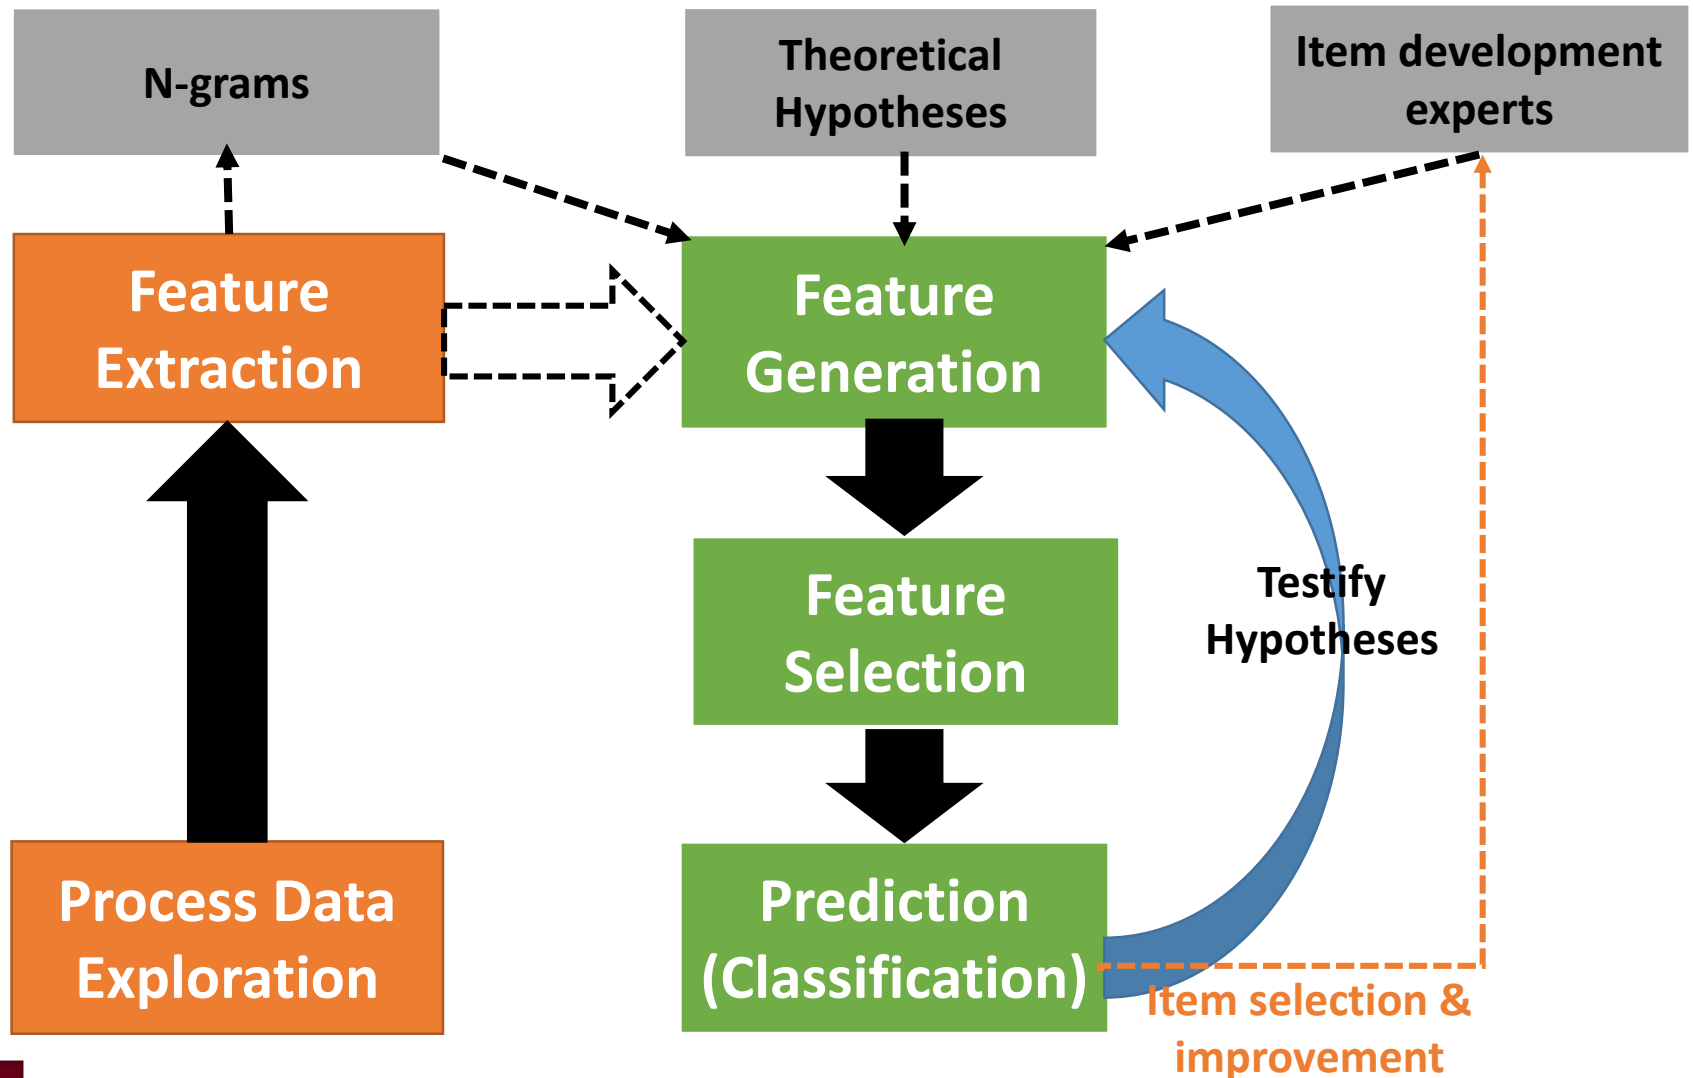 N-grams
Theoretical
Hypotheses
Item development
experts
Feature
Extraction
Feature
Generation
Feature
Selection
Testify
Hypotheses
Process Data
Exploration
Prediction
(Classification)
Item selection &
improvement